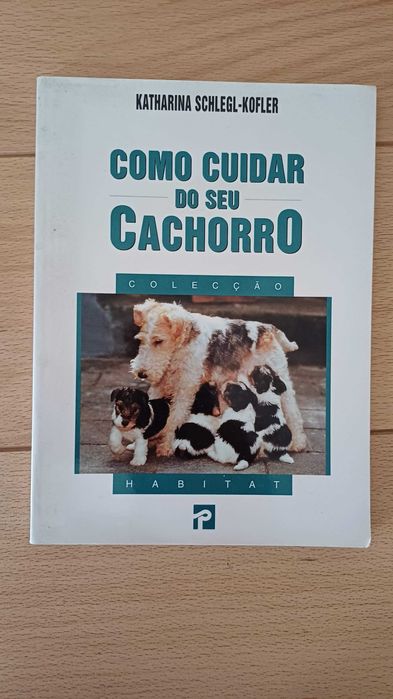 KATHARINA SCHLEGL-KOFLER
COMO CUIDAR
DO SEU
CACHORRO
COLECÇÃO
HABITAT